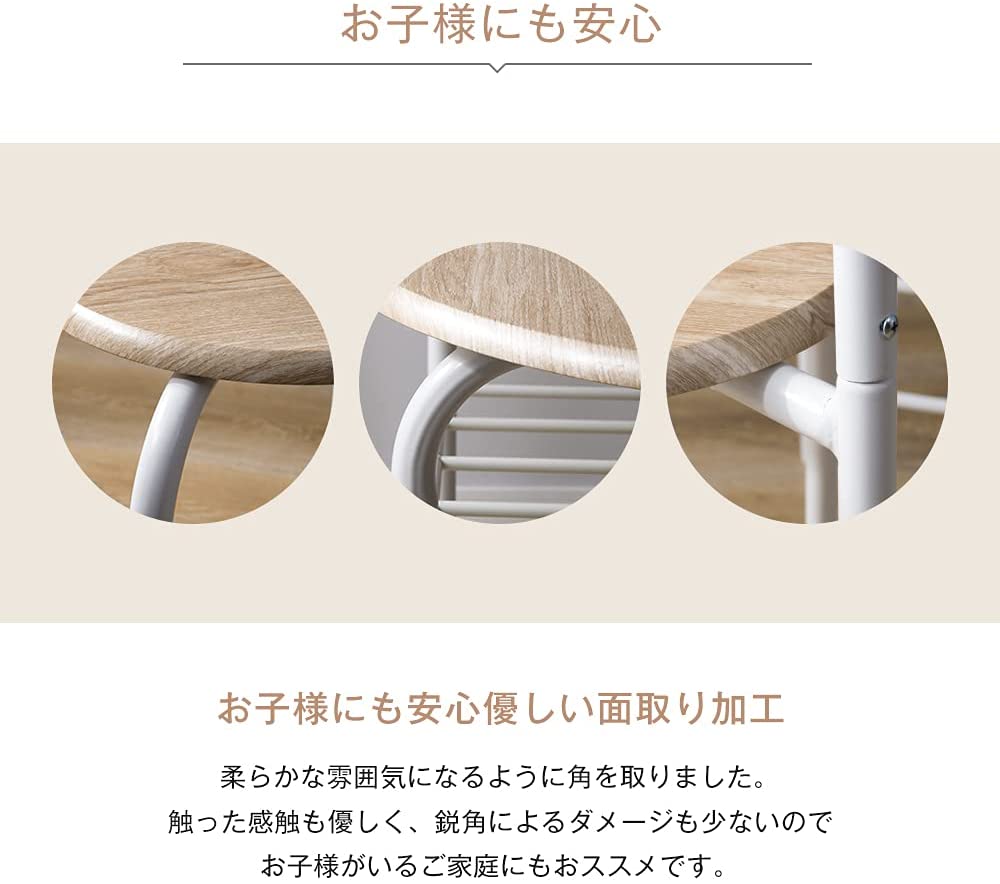 お子様にも安心
お子様にも安心優しい面取り加工
柔らかな雰囲気になるように角を取りました。
触った感触も優しく、鋭角によるダメージも少ないので
お子様がいるご家庭にもおススメです。